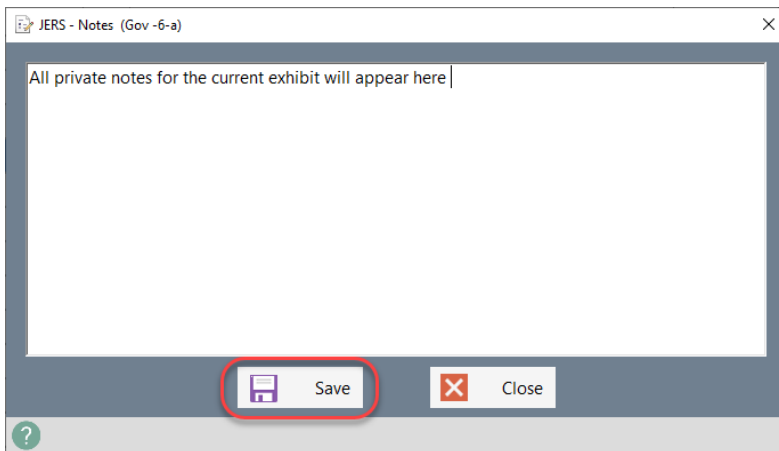 JERS - Notes (Gov -6-a)
All private notes for the current exhibit will appear here
Save
Close
?